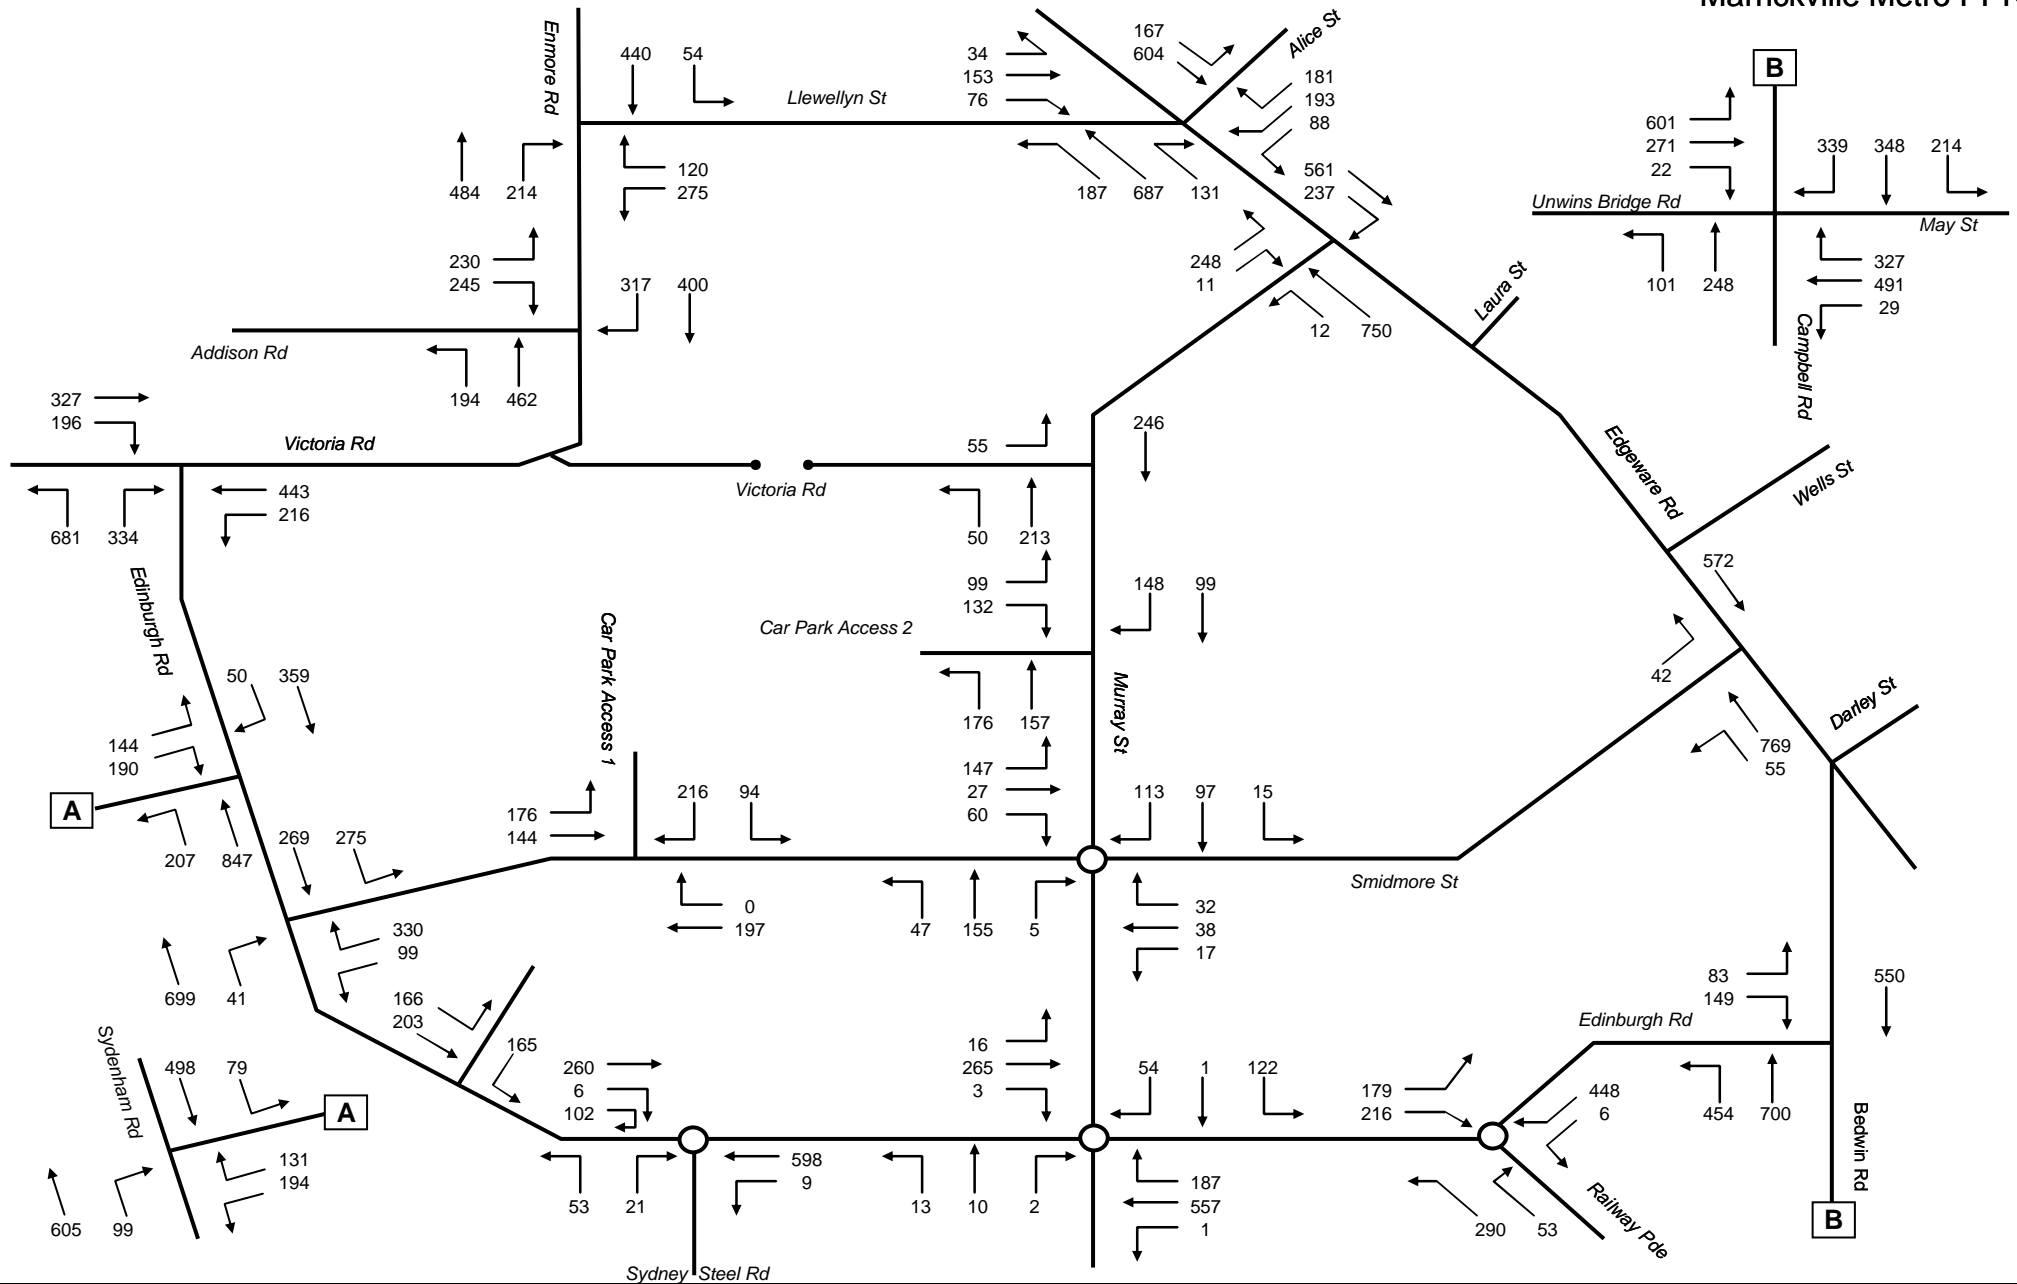 Enmore Rd
440 54
Llewellyn St
34
153
76
167
604
Alice St
181
193
88
B
601
271
22
339 348 214
Unwins Bridge Rd
May St
101 248
327
491
29
Campbell Rd
484 214
120
275
187 687 131
561
237
230
245
317 400
248
11
12 750
Laura St
Addison Rd
194 462
327
196
Victoria Rd
681 334
443
216
55
246
Victoria Rd
50 213
Edgeware Rd
Wells St
572
Edinburgh Rd
99
132
148 99
Car Park Access 2
Car Park Access 1
176 157
Murray St
42
769
55
Darley St
50 359
144
190
A
207 847
269 275
176
144
216 94
147
27
60
113 97 15
Smidmore St
0
197
47 155 5
32
38
17
330
99
699 41
166
203
165
Sydenham Rd
498 79
A
131
194
605 99
260
6
102
53 21
598
9
Sydney Steel Rd
16
265
3
54 1 122
13 10 2
187
557
1
179
216
448
6
290 53
Railway Pde
Edinburgh Rd
83
149
550
454 700
Bedwin Rd
B